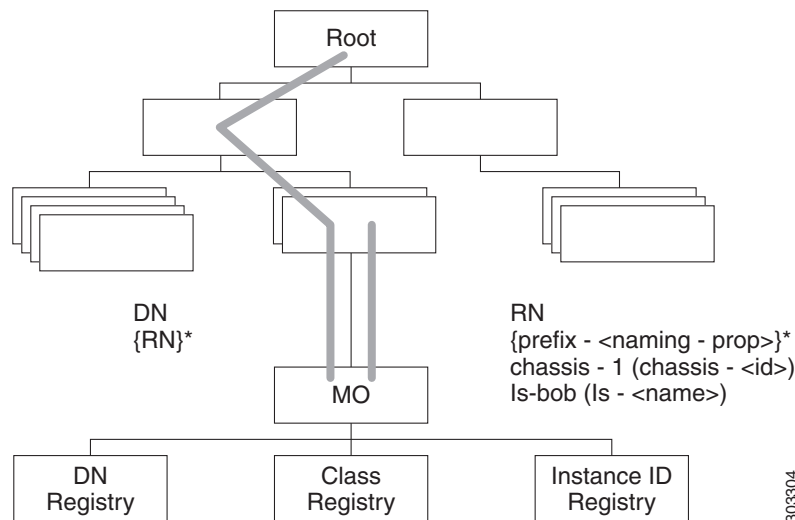 Root
DN
{RN}*
RN
{prefix - <naming - prop>}*
chassis - 1 (chassis - <id>)
ls-bob (ls - <name>)
MO
DN
Registry
Class
Registry
Instance ID
Registry
303304